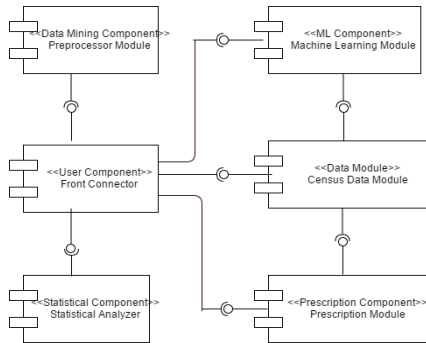 <<Data Mining Component>>
Preprocessor Module
<<ML Component>>
Machine Learning Module
<<User Component>>
Front Connector
<<Data Module>>
Census Data Module
<<Statistical Component>>
Statistical Analyzer
<<Prescription Component>>
Prescription Module